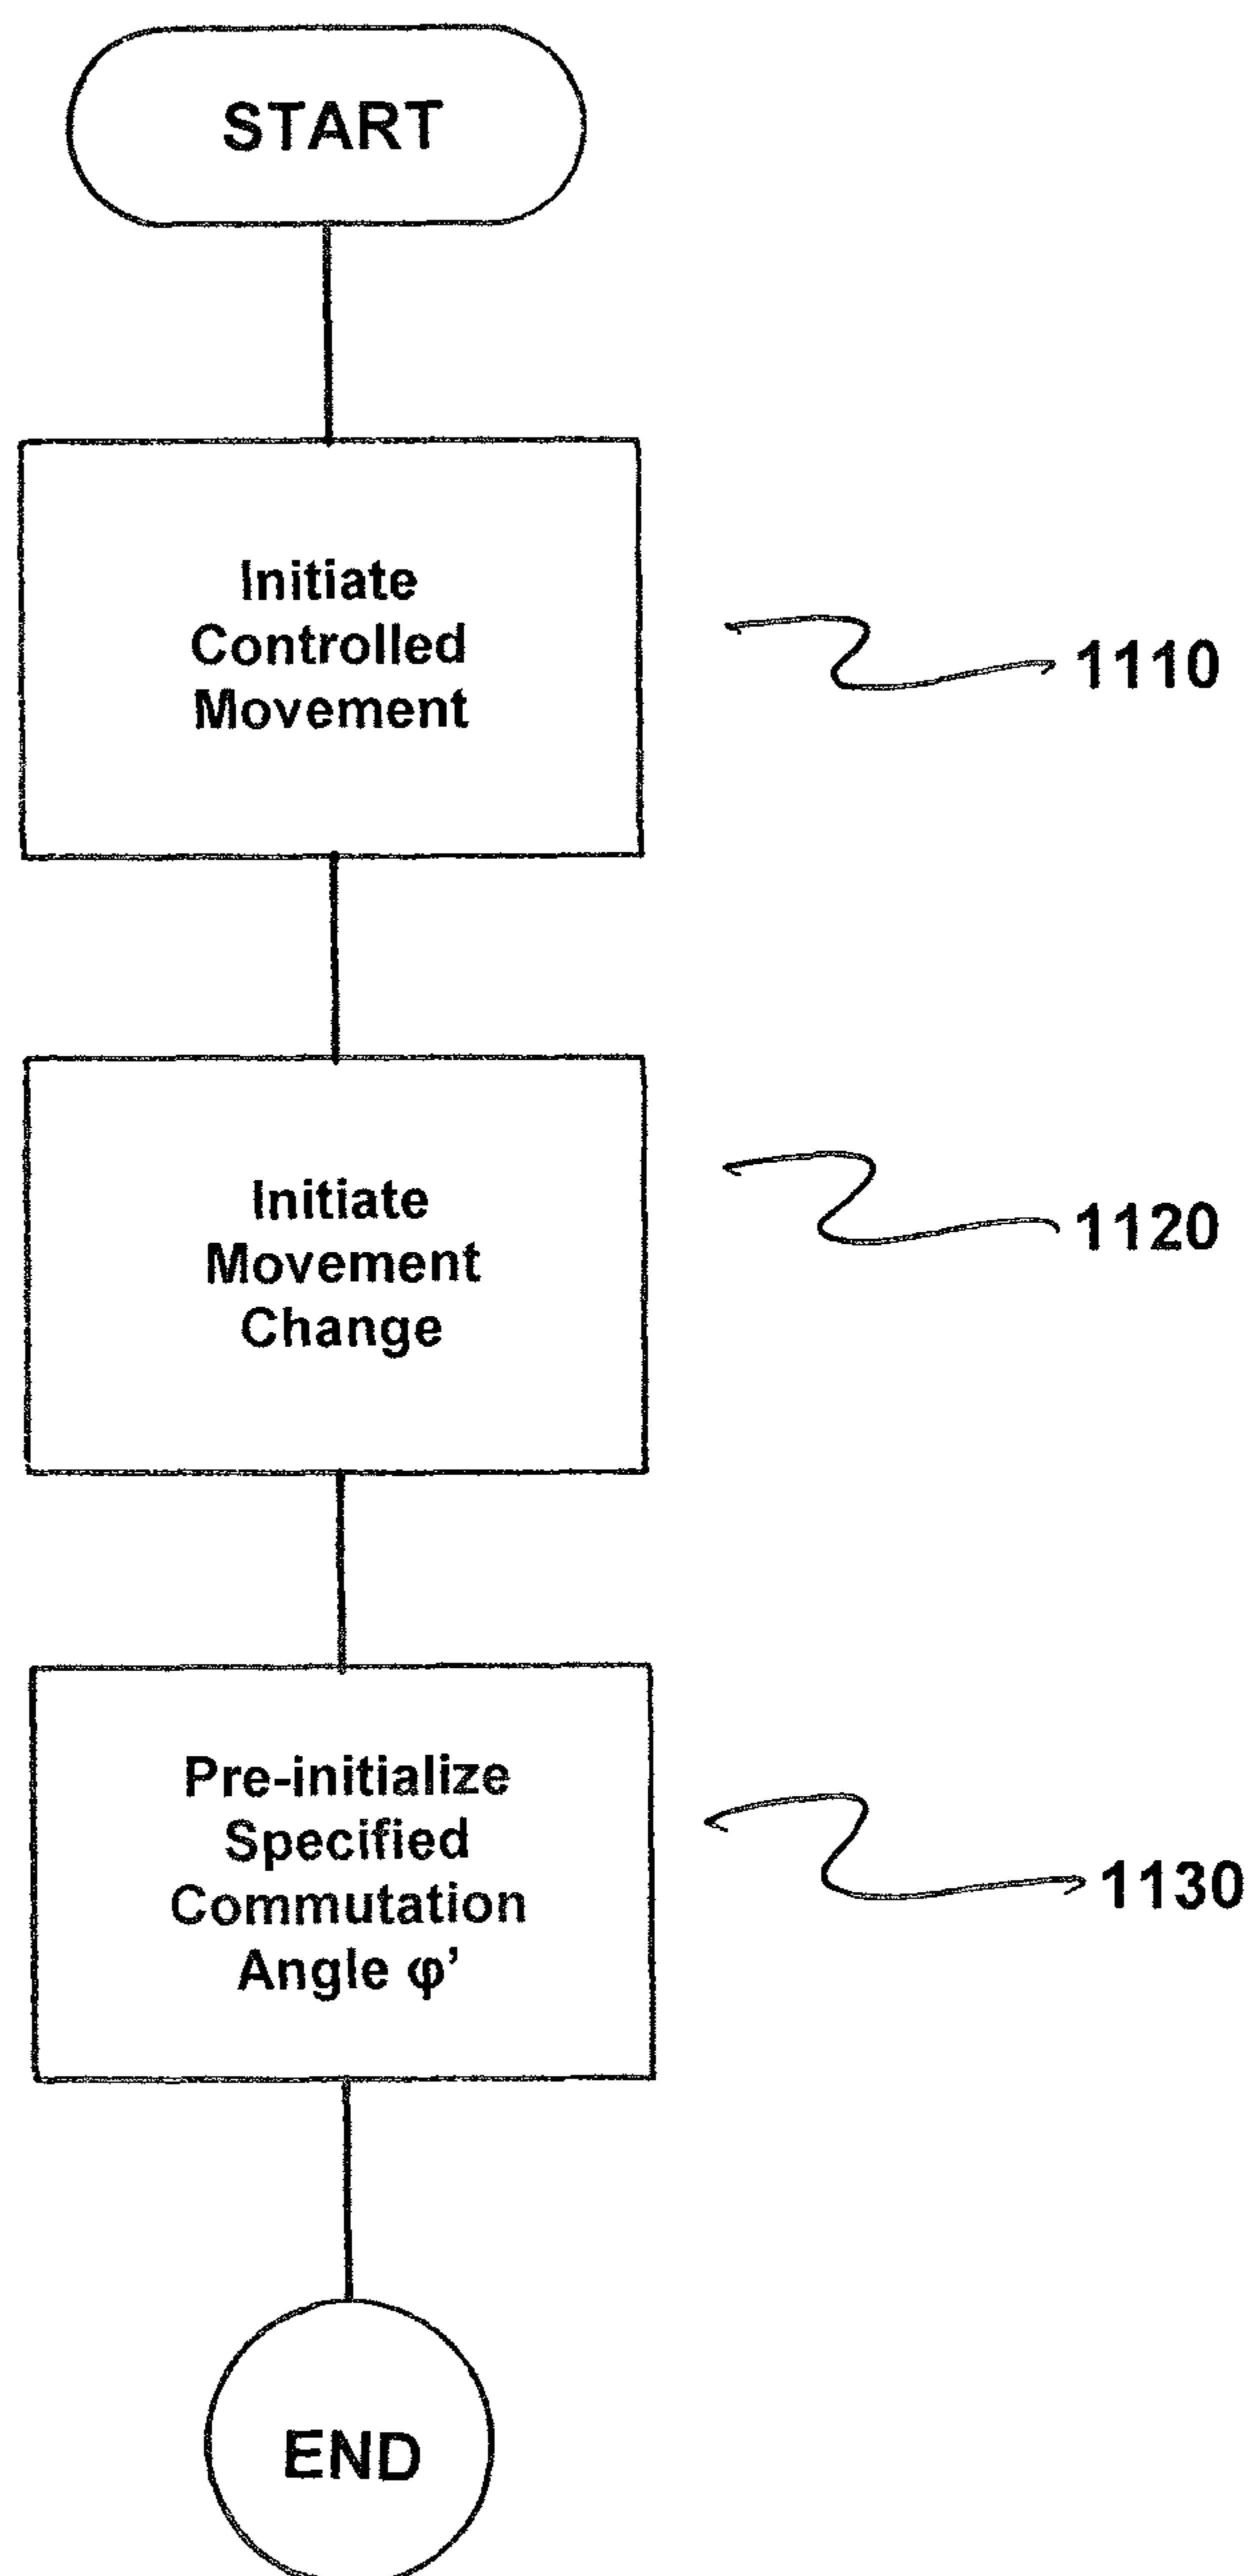 START
Initiate
Controlled
Movement
1110
Initiate
Movement
Change
1120
Pre-initialize
Specified
Commutation
Angle φ’
1130
END